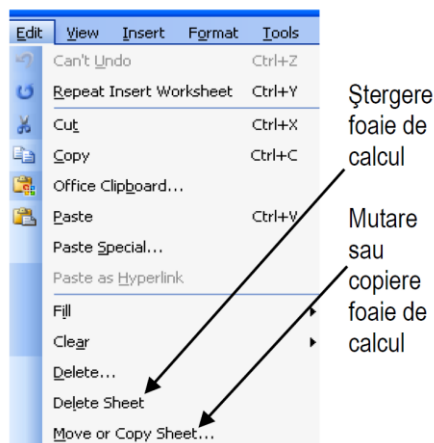 Edit View Insert Format Tools
Can't Undo Ctrl+Z
Repeat Insert Worksheet Ctrl+Y
Cut Ctrl+X
Copy Ctrl+C
Office Clipboard...
Paste Ctrl+V
Paste Special...
Paste as Hyperlink
Fill
Clear
Delete...
Delete Sheet
Move or Copy Sheet...
Ştergere
foaie de
calcul
Mutare
sau
copiere
foaie de
calcul